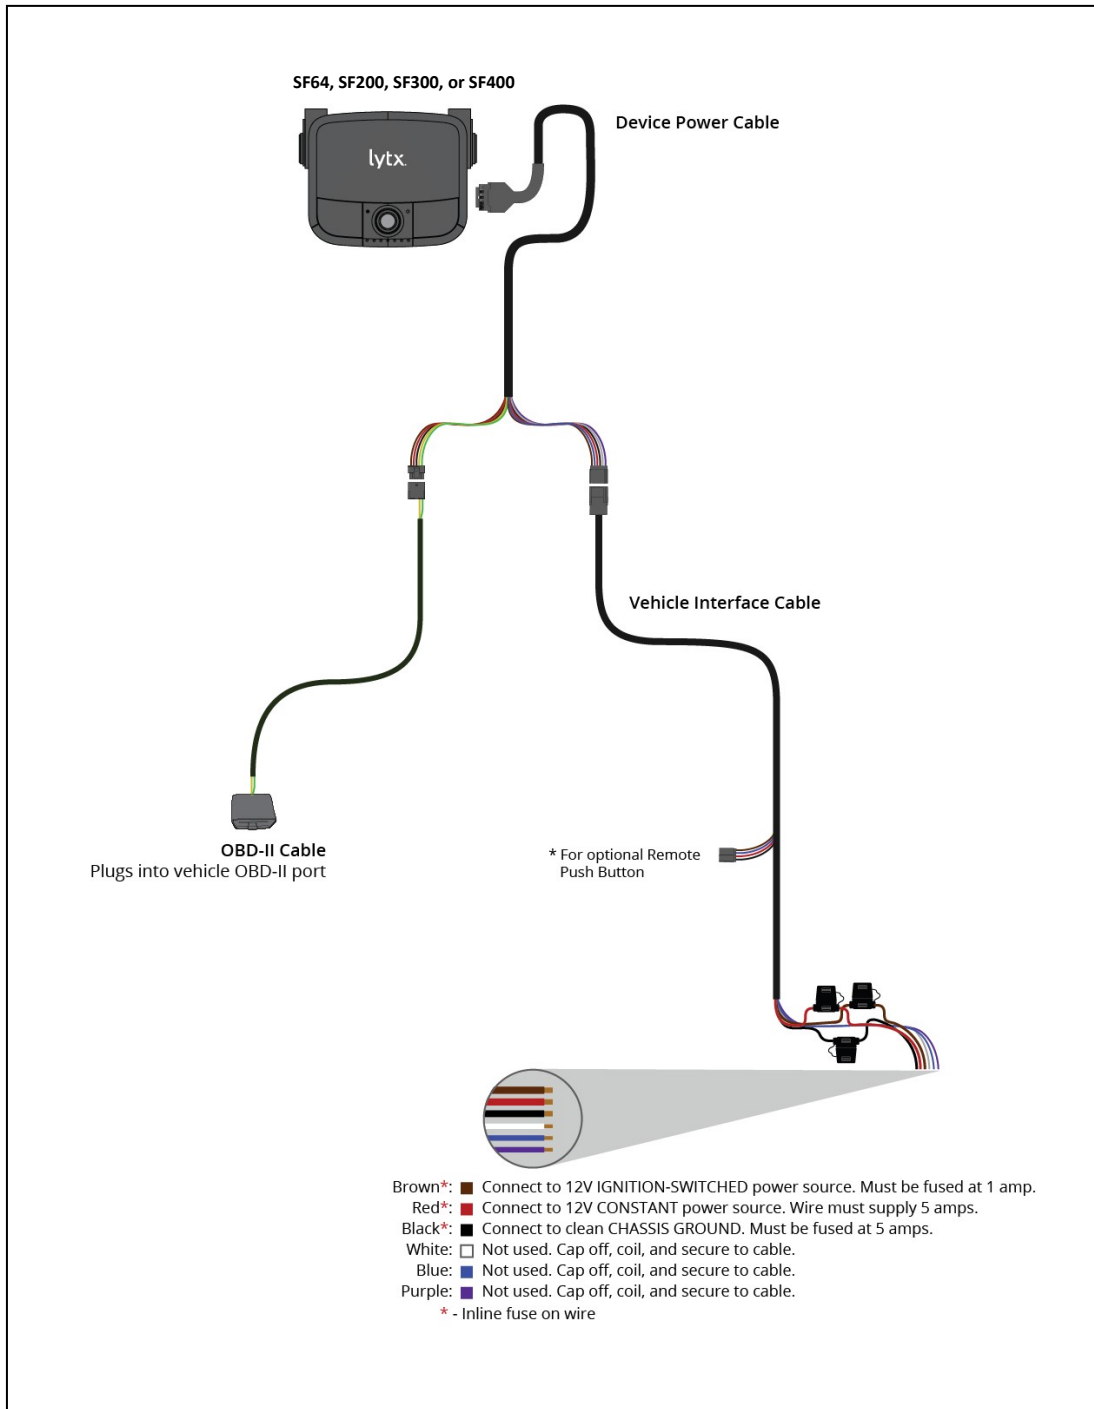 SF64, SF200, SF300, or SF400
lytx.
Device Power Cable
Vehicle Interface Cable
OBD-II Cable
Plugs into vehicle OBD-II port
* For optional Remote
Push Button
Brown*: Connect to 12V IGNITION-SWITCHED power source. Must be fused at 1 amp.
Red*: Connect to 12V CONSTANT power source. Wire must supply 5 amps.
Black*: Connect to clean CHASSIS GROUND. Must be fused at 5 amps.
White: Not used. Cap off, coil, and secure to cable.
Blue: Not used. Cap off, coil, and secure to cable.
Purple: Not used. Cap off, coil, and secure to cable.
* - Inline fuse on wire